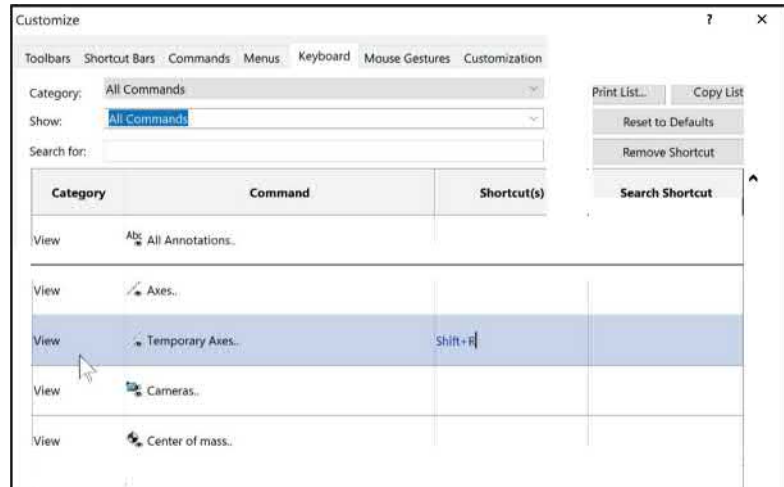 Customize ? ×
Toolbars Shortcut Bars Commands Menus Keyboard Mouse Gestures Customization
Category: All Commands Print List... Copy List
Show: All Commands Reset to Defaults
Search for: Remove Shortcut
Category Command Shortcut(s) Search Shortcut
View Abc All Annotations..
View Axes..
View Temporary Axes.. Shift+R
View Cameras..
View Center of mass..